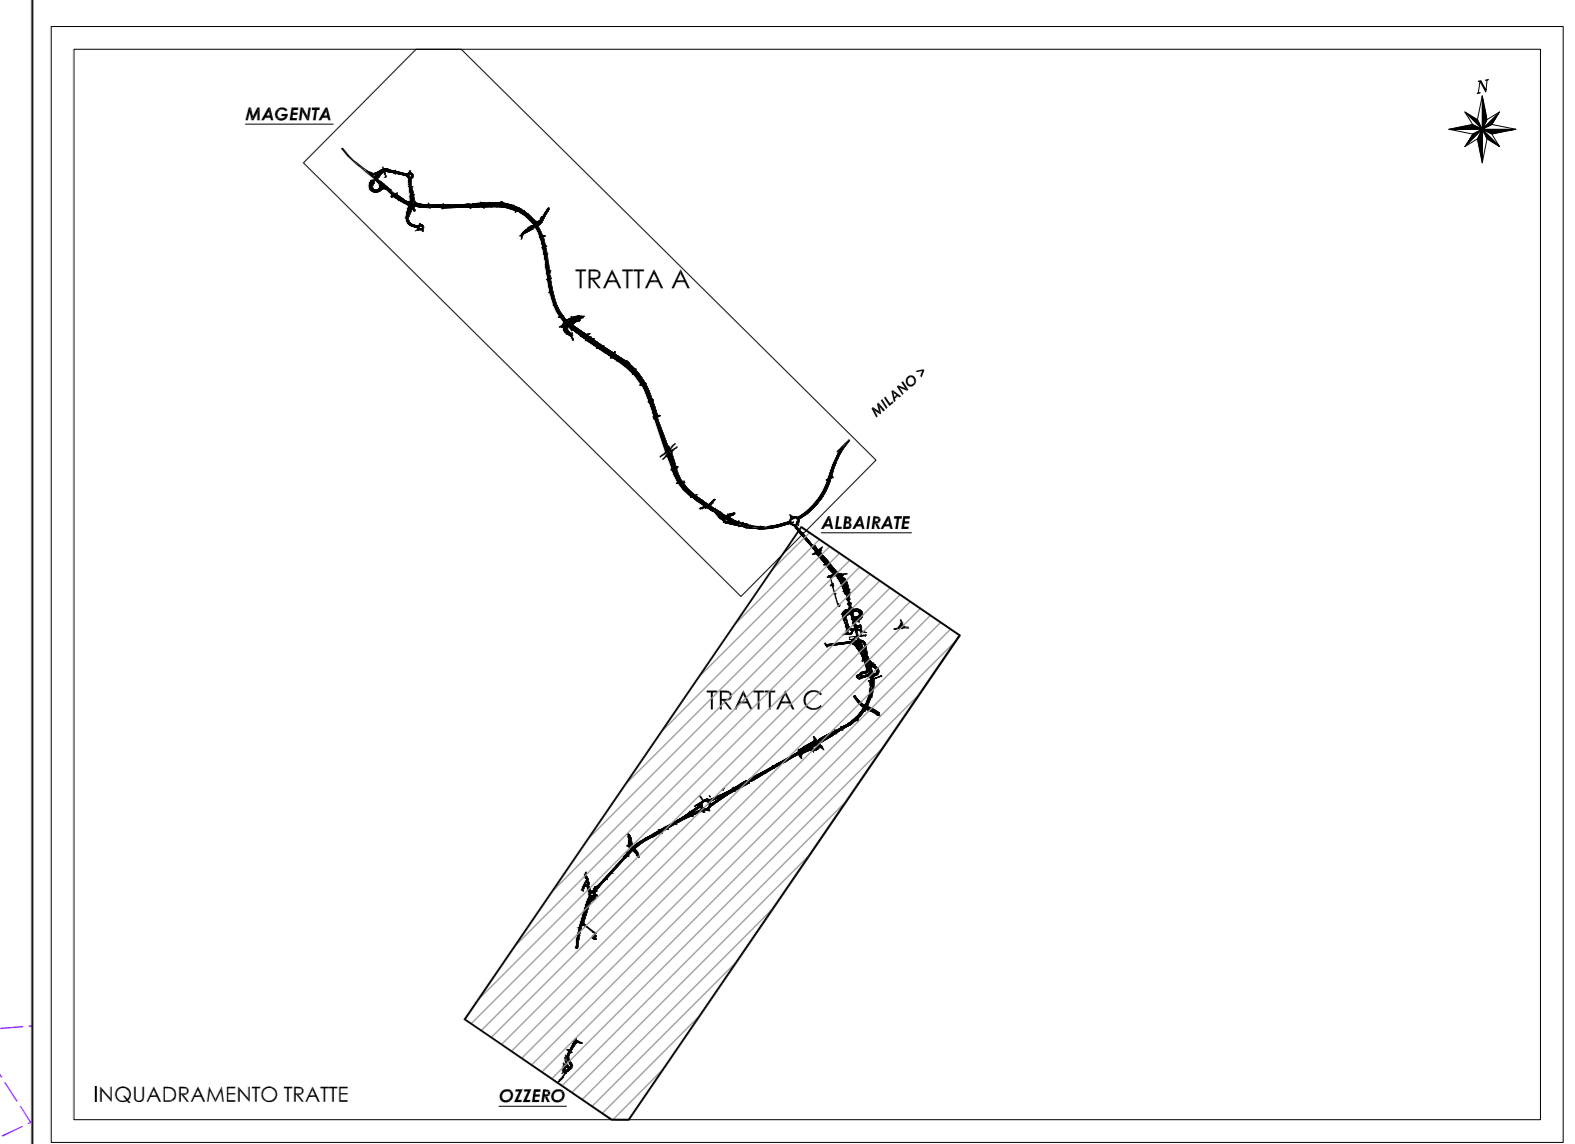 N
MAGENTA
TRATTA A
MILANO >
ALBAIRATE
TRATTA C
INQUADRAMENTO TRATTE
OZZERO